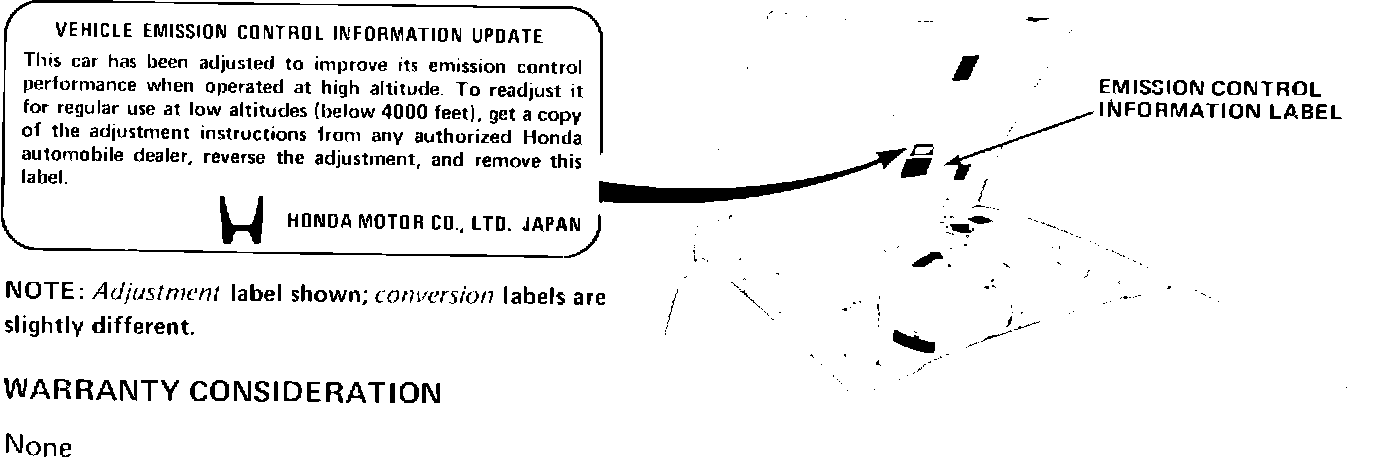 VEHICLE EMISSION CONTROL INFORMATION UPDATE
This car has been adjusted to improve its emission control
performance when operated at high altitude. To readjust it
for regular use at low altitudes (below 4000 feet), get a copy
of the adjustment instructions from any authorized Honda
automobile dealer, reverse the adjustment, and remove this
label.
HONDA MOTOR CO., LTD. JAPAN
EMISSION CONTROL
INFORMATION LABEL
NOTE: Adjustment label shown; conversion labels are
slightly different.
WARRANTY CONSIDERATION
None